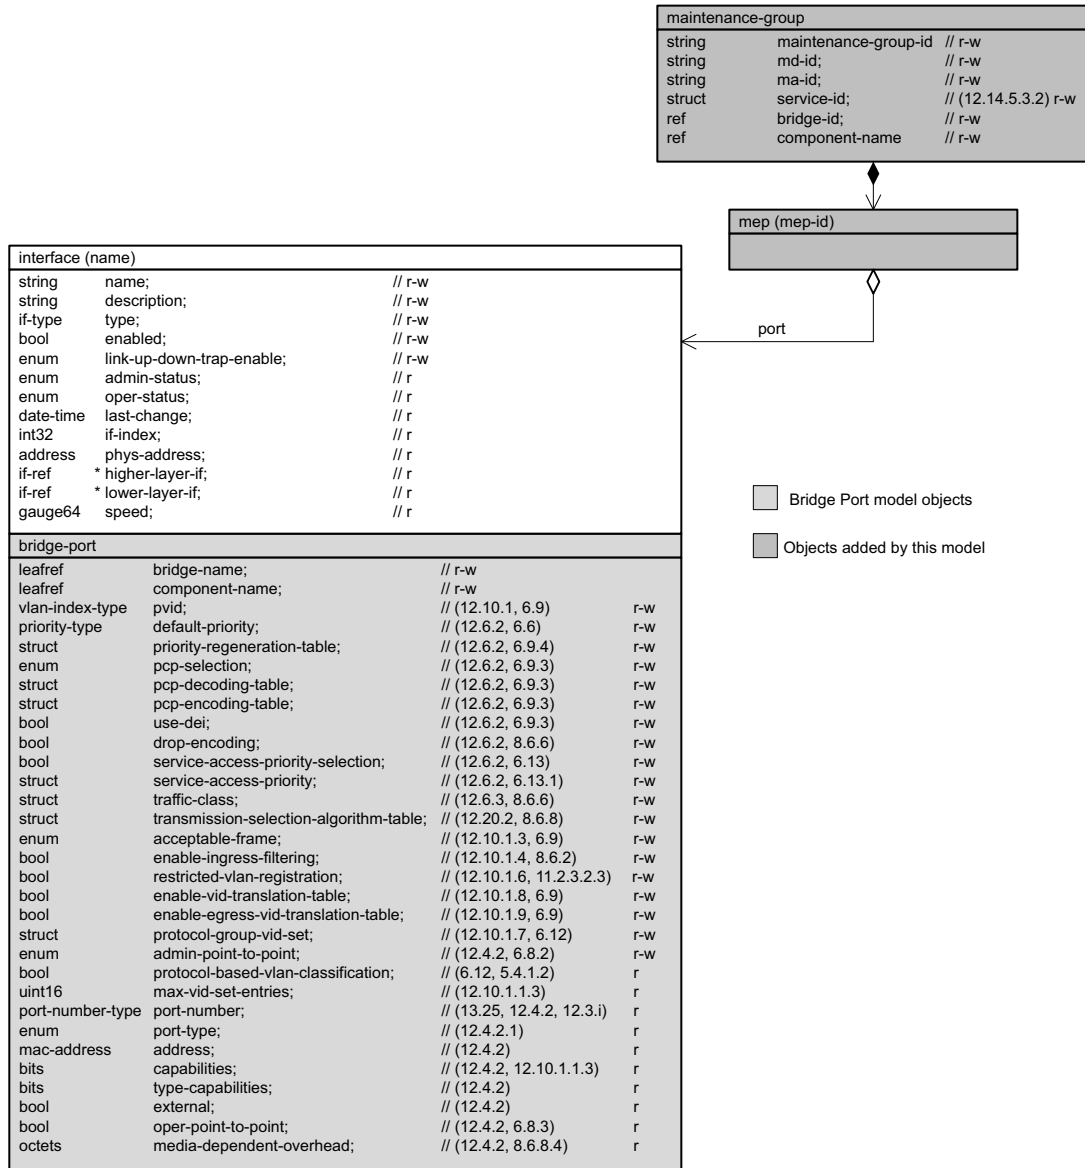 maintenance-group
string maintenance-group-id // r-w
string md-id; // r-w
string ma-id; // r-w
struct service-id; // (12.14.5.3.2) r-w
ref bridge-id; // r-w
ref component-name // r-w
mep (mep-id)
port
interface (name)
string name; // r-w
string description; // r-w
if-type type; // r-w
bool enabled; // r-w
enum link-up-down-trap-enable; // r-w
enum admin-status; // r
enum oper-status; // r
date-time last-change; // r
int32 if-index; // r
address phys-address; // r
if-ref * higher-layer-if; // r
if-ref * lower-layer-if; // r
gauge64 speed; // r
bridge-port
leafref bridge-name; // r-w
leafref component-name; // r-w
vlan-index-type pvid; // (12.10.1, 6.9) r-w
priority-type default-priority; // (12.6.2, 6.6) r-w
struct priority-regeneration-table; // (12.6.2, 6.9.4) r-w
enum pcp-selection; // (12.6.2, 6.9.3) r-w
struct pcp-decoding-table; // (12.6.2, 6.9.3) r-w
struct pcp-encoding-table; // (12.6.2, 6.9.3) r-w
bool use-dei; // (12.6.2, 6.9.3) r-w
bool drop-encoding; // (12.6.2, 8.6.6) r-w
bool service-access-priority-selection; // (12.6.2, 6.13) r-w
struct service-access-priority; // (12.6.2, 6.13.1) r-w
struct traffic-class; // (12.6.3, 8.6.6) r-w
struct transmission-selection-algorithm-table; // (12.20.2, 8.6.8) r-w
enum acceptable-frame; // (12.10.1.3, 6.9) r-w
bool enable-ingress-filtering; // (12.10.1.4, 8.6.2) r-w
bool restricted-vlan-registration; // (12.10.1.6, 11.2.3.2.3) r-w
bool enable-vid-translation-table; // (12.10.1.8, 6.9) r-w
bool enable-egress-vid-translation-table; // (12.10.1.9, 6.9) r-w
struct protocol-group-vid-set; // (12.10.1.7, 6.12) r-w
enum admin-point-to-point; // (12.4.2, 6.8.2) r-w
bool protocol-based-vlan-classification; // (6.12, 5.4.1.2) r
uint16 max-vid-set-entries; // (12.10.1.1.3) r
port-number-type port-number; // (13.25, 12.4.2, 12.3.i) r
enum port-type; // (12.4.2.1) r
mac-address address; // (12.4.2) r
bits capabilities; // (12.4.2, 12.10.1.1.3) r
bits type-capabilities; // (12.4.2) r
bool external; // (12.4.2) r
bool oper-point-to-point; // (12.4.2, 6.8.3) r
octets media-dependent-overhead; // (12.4.2, 8.6.8.4) r
Bridge Port model objects
Objects added by this model